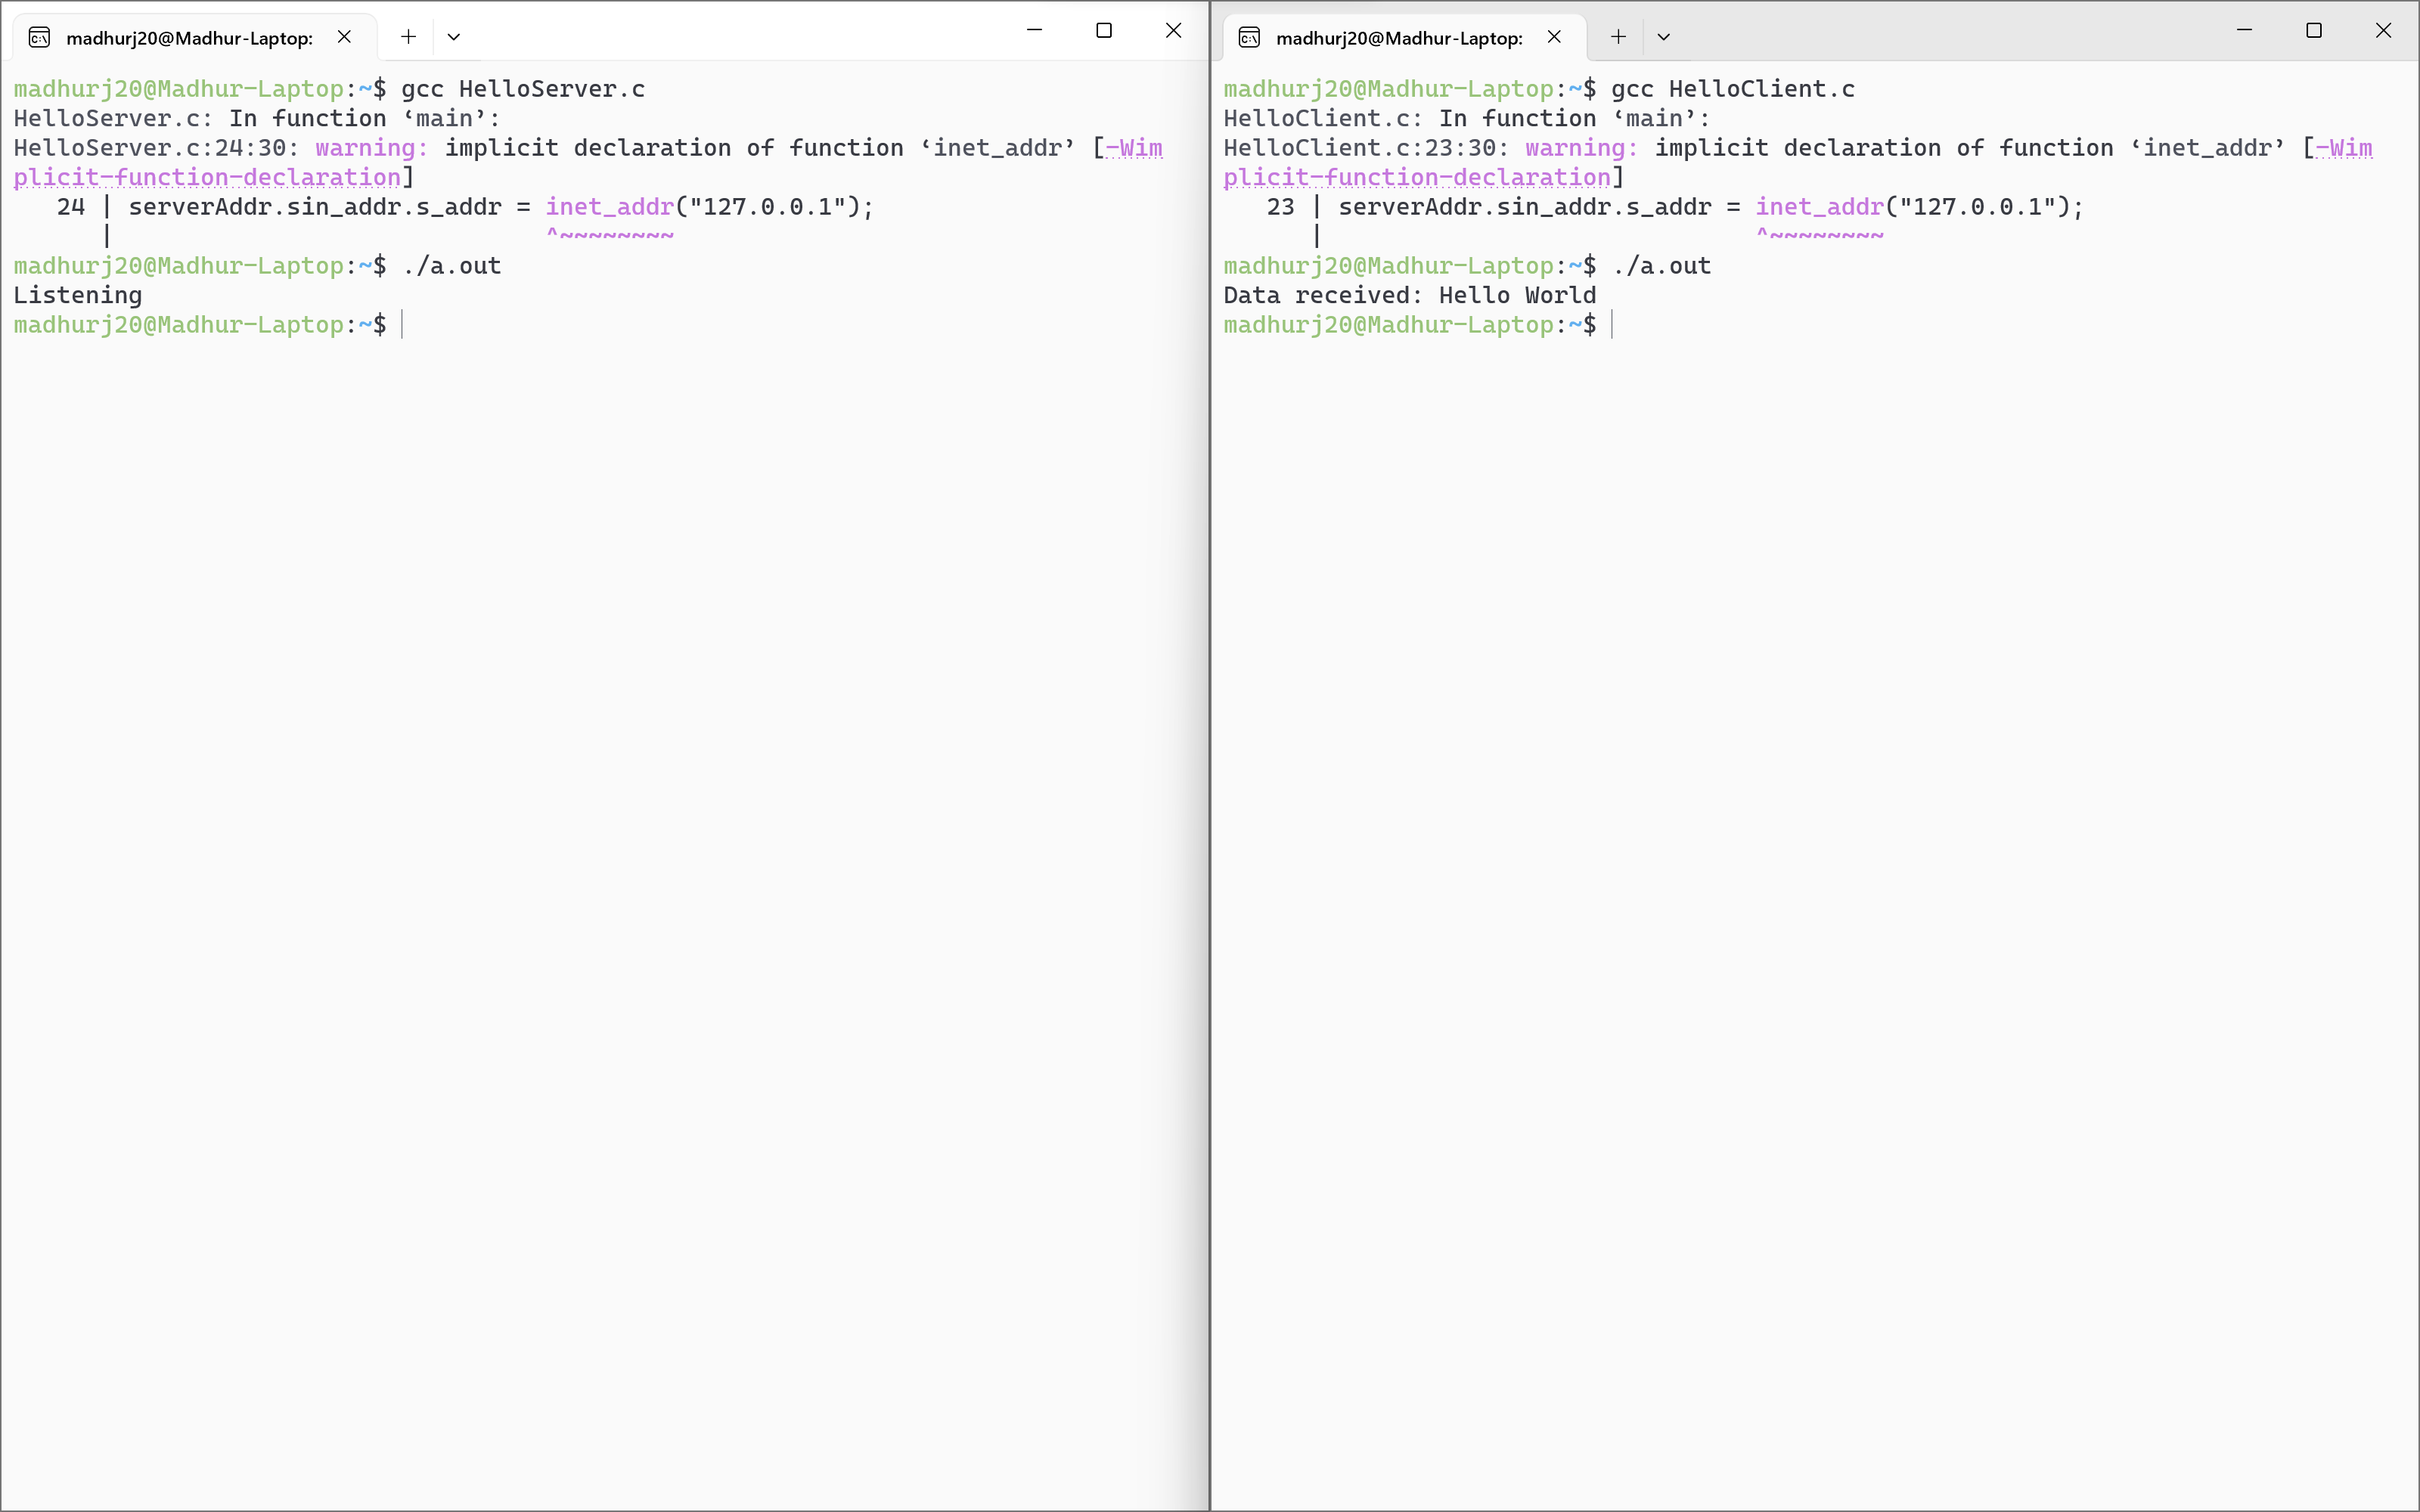 madhurj20@Madhur-Laptop:
madhurj20@Madhur-Laptop:~$ gcc HelloServer.c
HelloServer.c: In function ‘main’:
HelloServer.c:24:30: warning: implicit declaration of function ‘inet_addr’ [-Wim
plicit-function-declaration]
   24 | serverAddr.sin_addr.s_addr = inet_addr("127.0.0.1");
      |                              ^~~~~~~~~
madhurj20@Madhur-Laptop:~$ ./a.out
Listening
madhurj20@Madhur-Laptop:~$
madhurj20@Madhur-Laptop:
madhurj20@Madhur-Laptop:~$ gcc HelloClient.c
HelloClient.c: In function ‘main’:
HelloClient.c:23:30: warning: implicit declaration of function ‘inet_addr’ [-Wim
plicit-function-declaration]
   23 | serverAddr.sin_addr.s_addr = inet_addr("127.0.0.1");
      |                              ^~~~~~~~~
madhurj20@Madhur-Laptop:~$ ./a.out
Data received: Hello World
madhurj20@Madhur-Laptop:~$